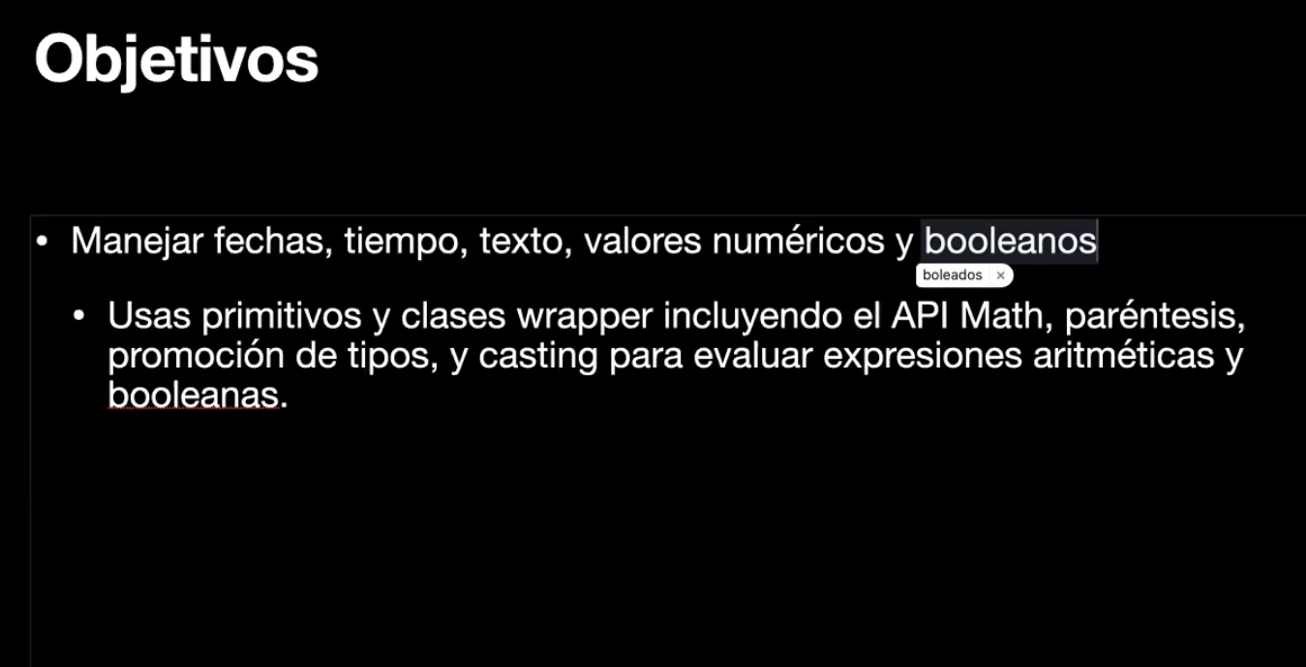 Objetivos
• Manejar fechas, tiempo, texto, valores numéricos y booleanos
boleados ×
• Usas primitivos y clases wrapper incluyendo el API Math, paréntesis,
promoción de tipos, y casting para evaluar expresiones aritméticas y
booleanas.